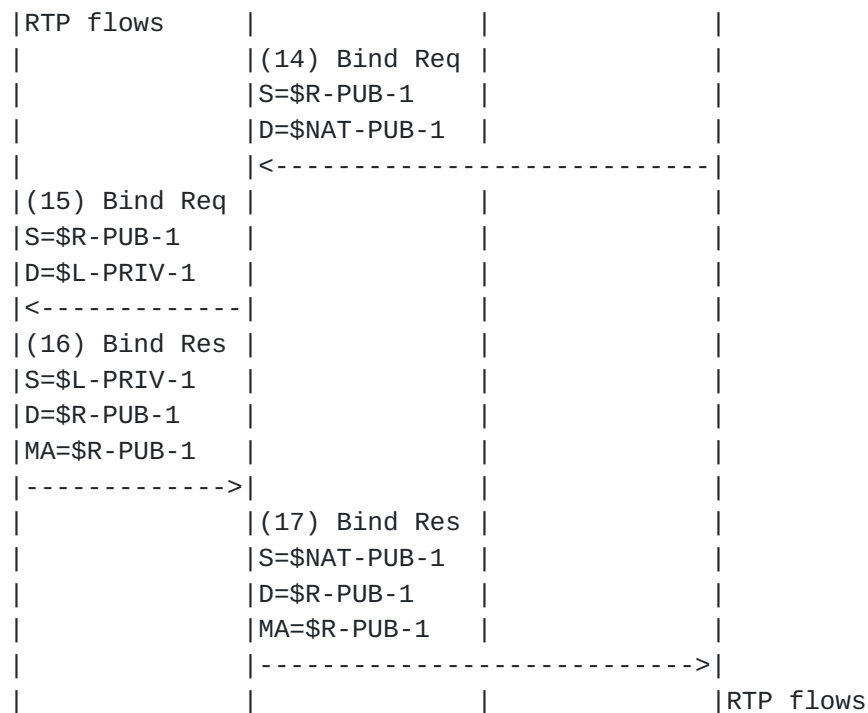 |RTP flows     |              |              |
|              |(14) Bind Req |              |
|              |S=$R-PUB-1    |              |
|              |D=$NAT-PUB-1  |              |
|              |<----------------------------|
|(15) Bind Req |              |              |
|S=$R-PUB-1    |              |              |
|D=$L-PRIV-1   |              |              |
|<-------------|              |              |
|(16) Bind Res |              |              |
|S=$L-PRIV-1   |              |              |
|D=$R-PUB-1    |              |              |
|MA=$R-PUB-1   |              |              |
|------------->|              |              |
|              |(17) Bind Res |              |
|              |S=$NAT-PUB-1  |              |
|              |D=$R-PUB-1    |              |
|              |MA=$R-PUB-1   |              |
|              |---------------------------->|
|              |              |              |RTP flows